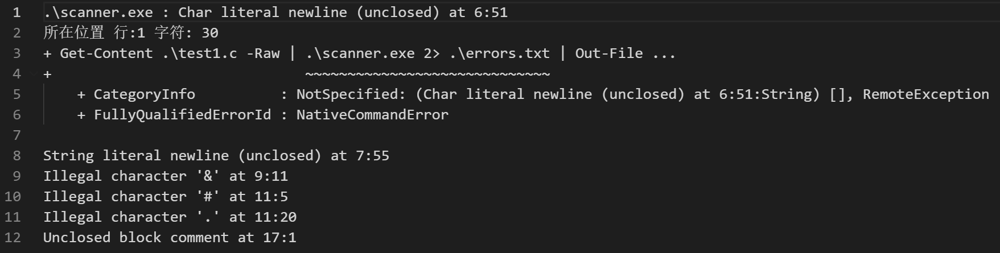 1 .\scanner.exe : Char literal newline (unclosed) at 6:51
2 所在位置 行:1 字符: 30
3 + Get-Content .\test1.c -Raw | .\scanner.exe 2> .\errors.txt | Out-File ...
4 +                               ~~~~~~~~~~~~~~~~~~~~~~~~~~~~~
5     + CategoryInfo          : NotSpecified: (Char literal newline (unclosed) at 6:51:String) [], RemoteException
6     + FullyQualifiedErrorId : NativeCommandError
7
8 String literal newline (unclosed) at 7:55
9 Illegal character '&' at 9:11
10 Illegal character '#' at 11:5
11 Illegal character '.' at 11:20
12 Unclosed block comment at 17:1